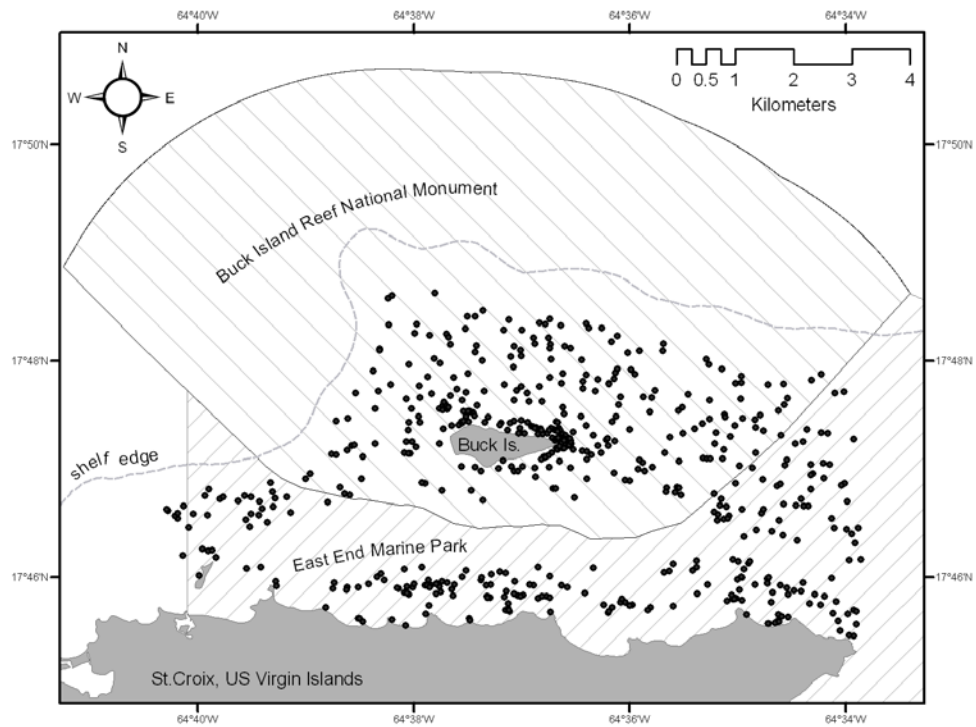 64°40'W 64°38'W 64°36'W 64°34'W
N
W E
S
0 0.5 1 2 3 4
Kilometers
17°50'N 17°50'N
Buck Island Reef National Monument
17°48'N 17°48'N
Buck Is.
shelf edge
East End Marine Park
17°46'N 17°46'N
St.Croix, US Virgin Islands
64°40'W 64°38'W 64°36'W 64°34'W